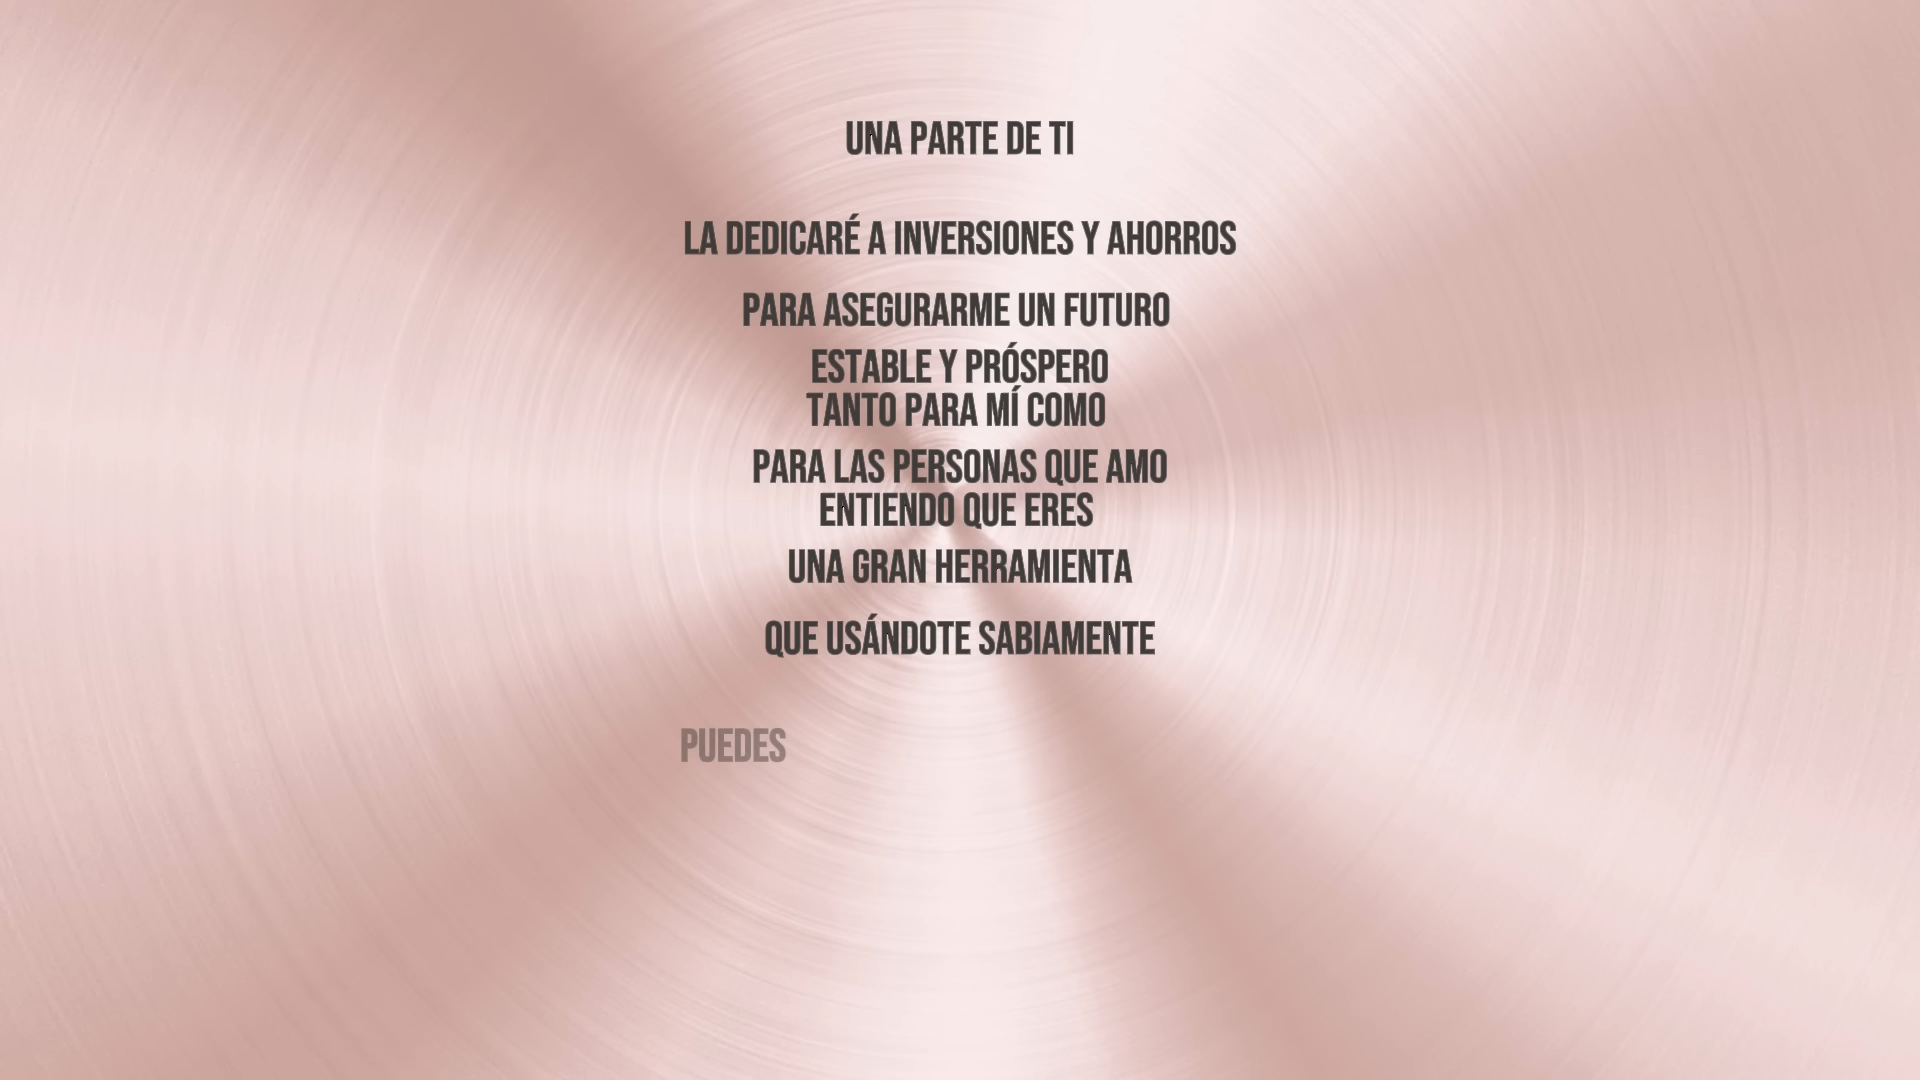 UNA PARTE DE TI
LA DEDICARÉ A INVERSIONES Y AHORROS
PARA ASEGURARME UN FUTURO
ESTABLE Y PRÓSPERO
TANTO PARA MÍ COMO
PARA LAS PERSONAS QUE AMO
ENTIENDO QUE ERES
UNA GRAN HERRAMIENTA
QUE USÁNDOTE SABIAMENTE
PUEDES